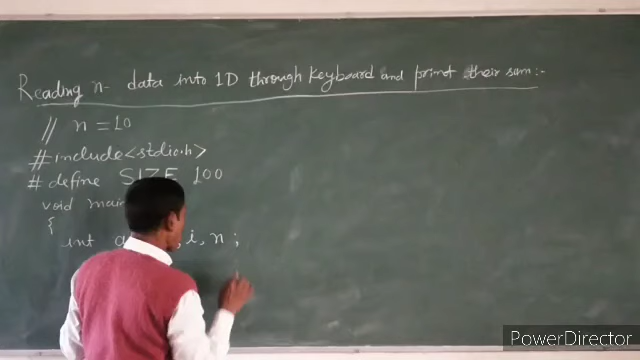 Reading n- data into 1D through keyboard and print their sum:-
// n = 10
#include<stdio.h>
# define SIZE 100
void main
{
int a i, n ;
PowerDirector